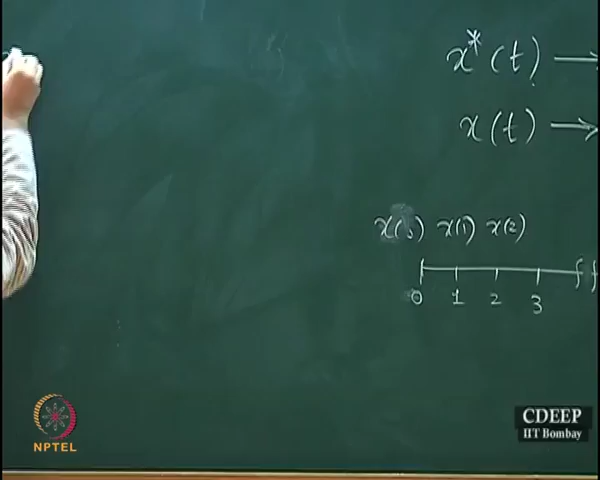 x*(t) →
x(t) →
x(0) x(1) x(2)
0 1 2 3
NPTEL
CDEEP
IIT Bombay